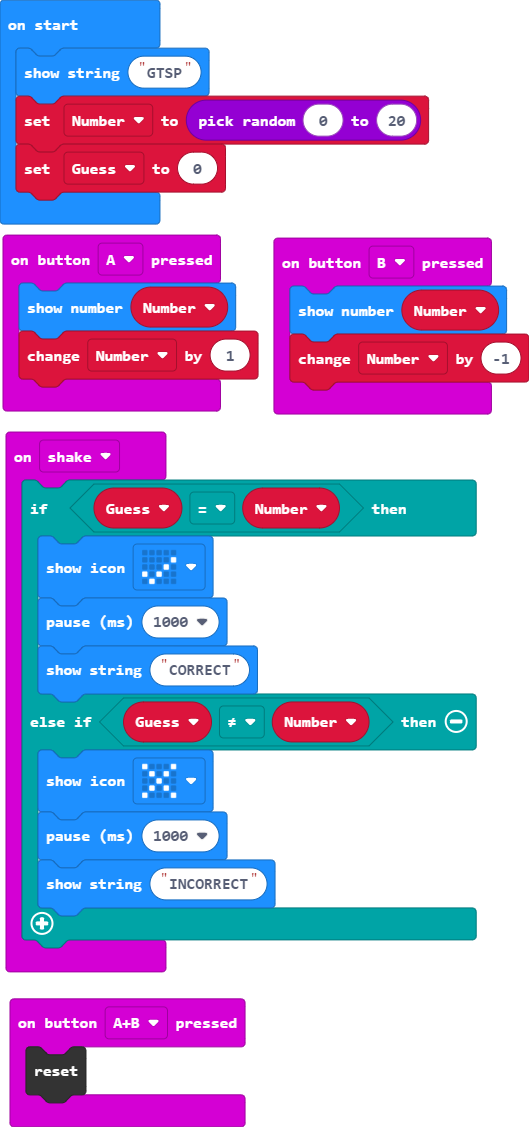 on start
show string "GTSP"
set Number to pick random 0 to 20
set Guess to 0
on button A pressed
show number Number
change Number by 1
on button B pressed
show number Number
change Number by -1
on shake
if Guess = Number then
show icon
pause (ms) 1000
show string "CORRECT"
else if Guess ≠ Number then
show icon
pause (ms) 1000
show string "INCORRECT"
on button A+B pressed
reset